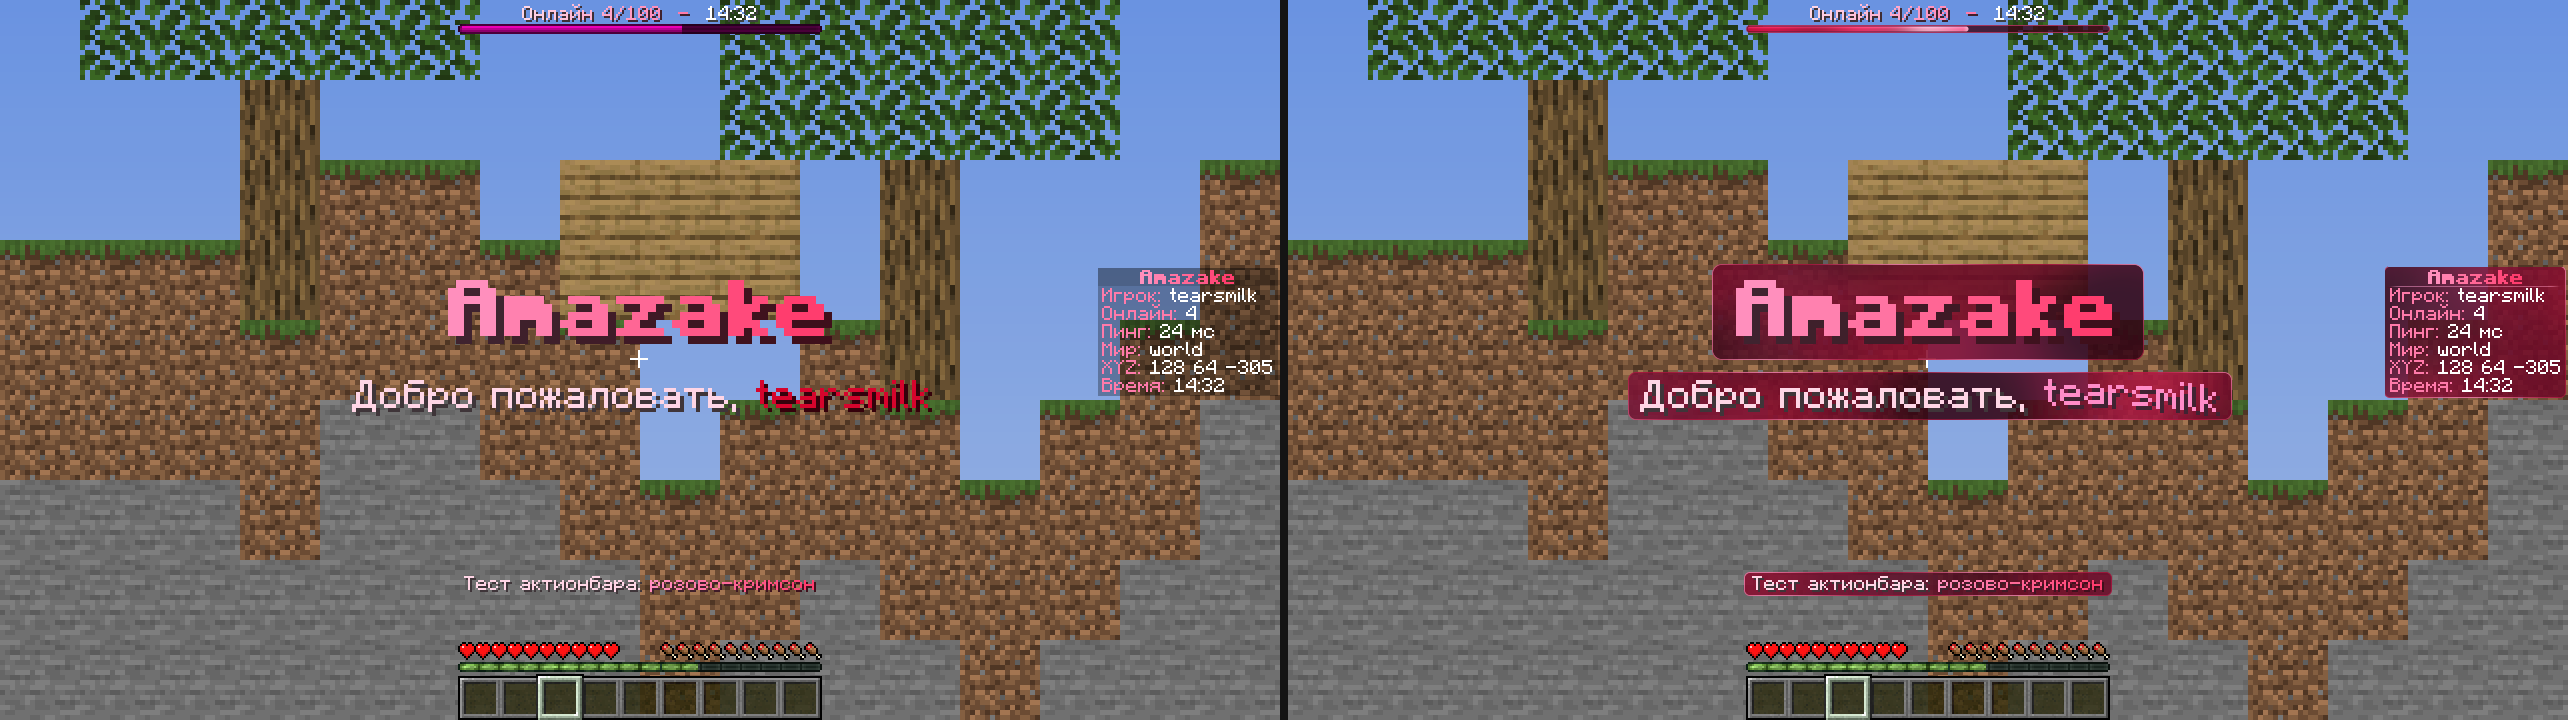 Онлайн 4/100 - 14:32
Amazake
Добро пожаловать, tearsmilk
Amazake
Игрок: tearsmilk
Онлайн: 4
Пинг: 24 мс
Мир: world
XYZ: 128 64 -305
Время: 14:32
Тест актионбара: розово-кримсон
Онлайн 4/100 - 14:32
Amazake
Добро пожаловать, tearsmilk
Amazake
Игрок: tearsmilk
Онлайн: 4
Пинг: 24 мс
Мир: world
XYZ: 128 64 -305
Время: 14:32
Тест актионбара: розово-кримсон